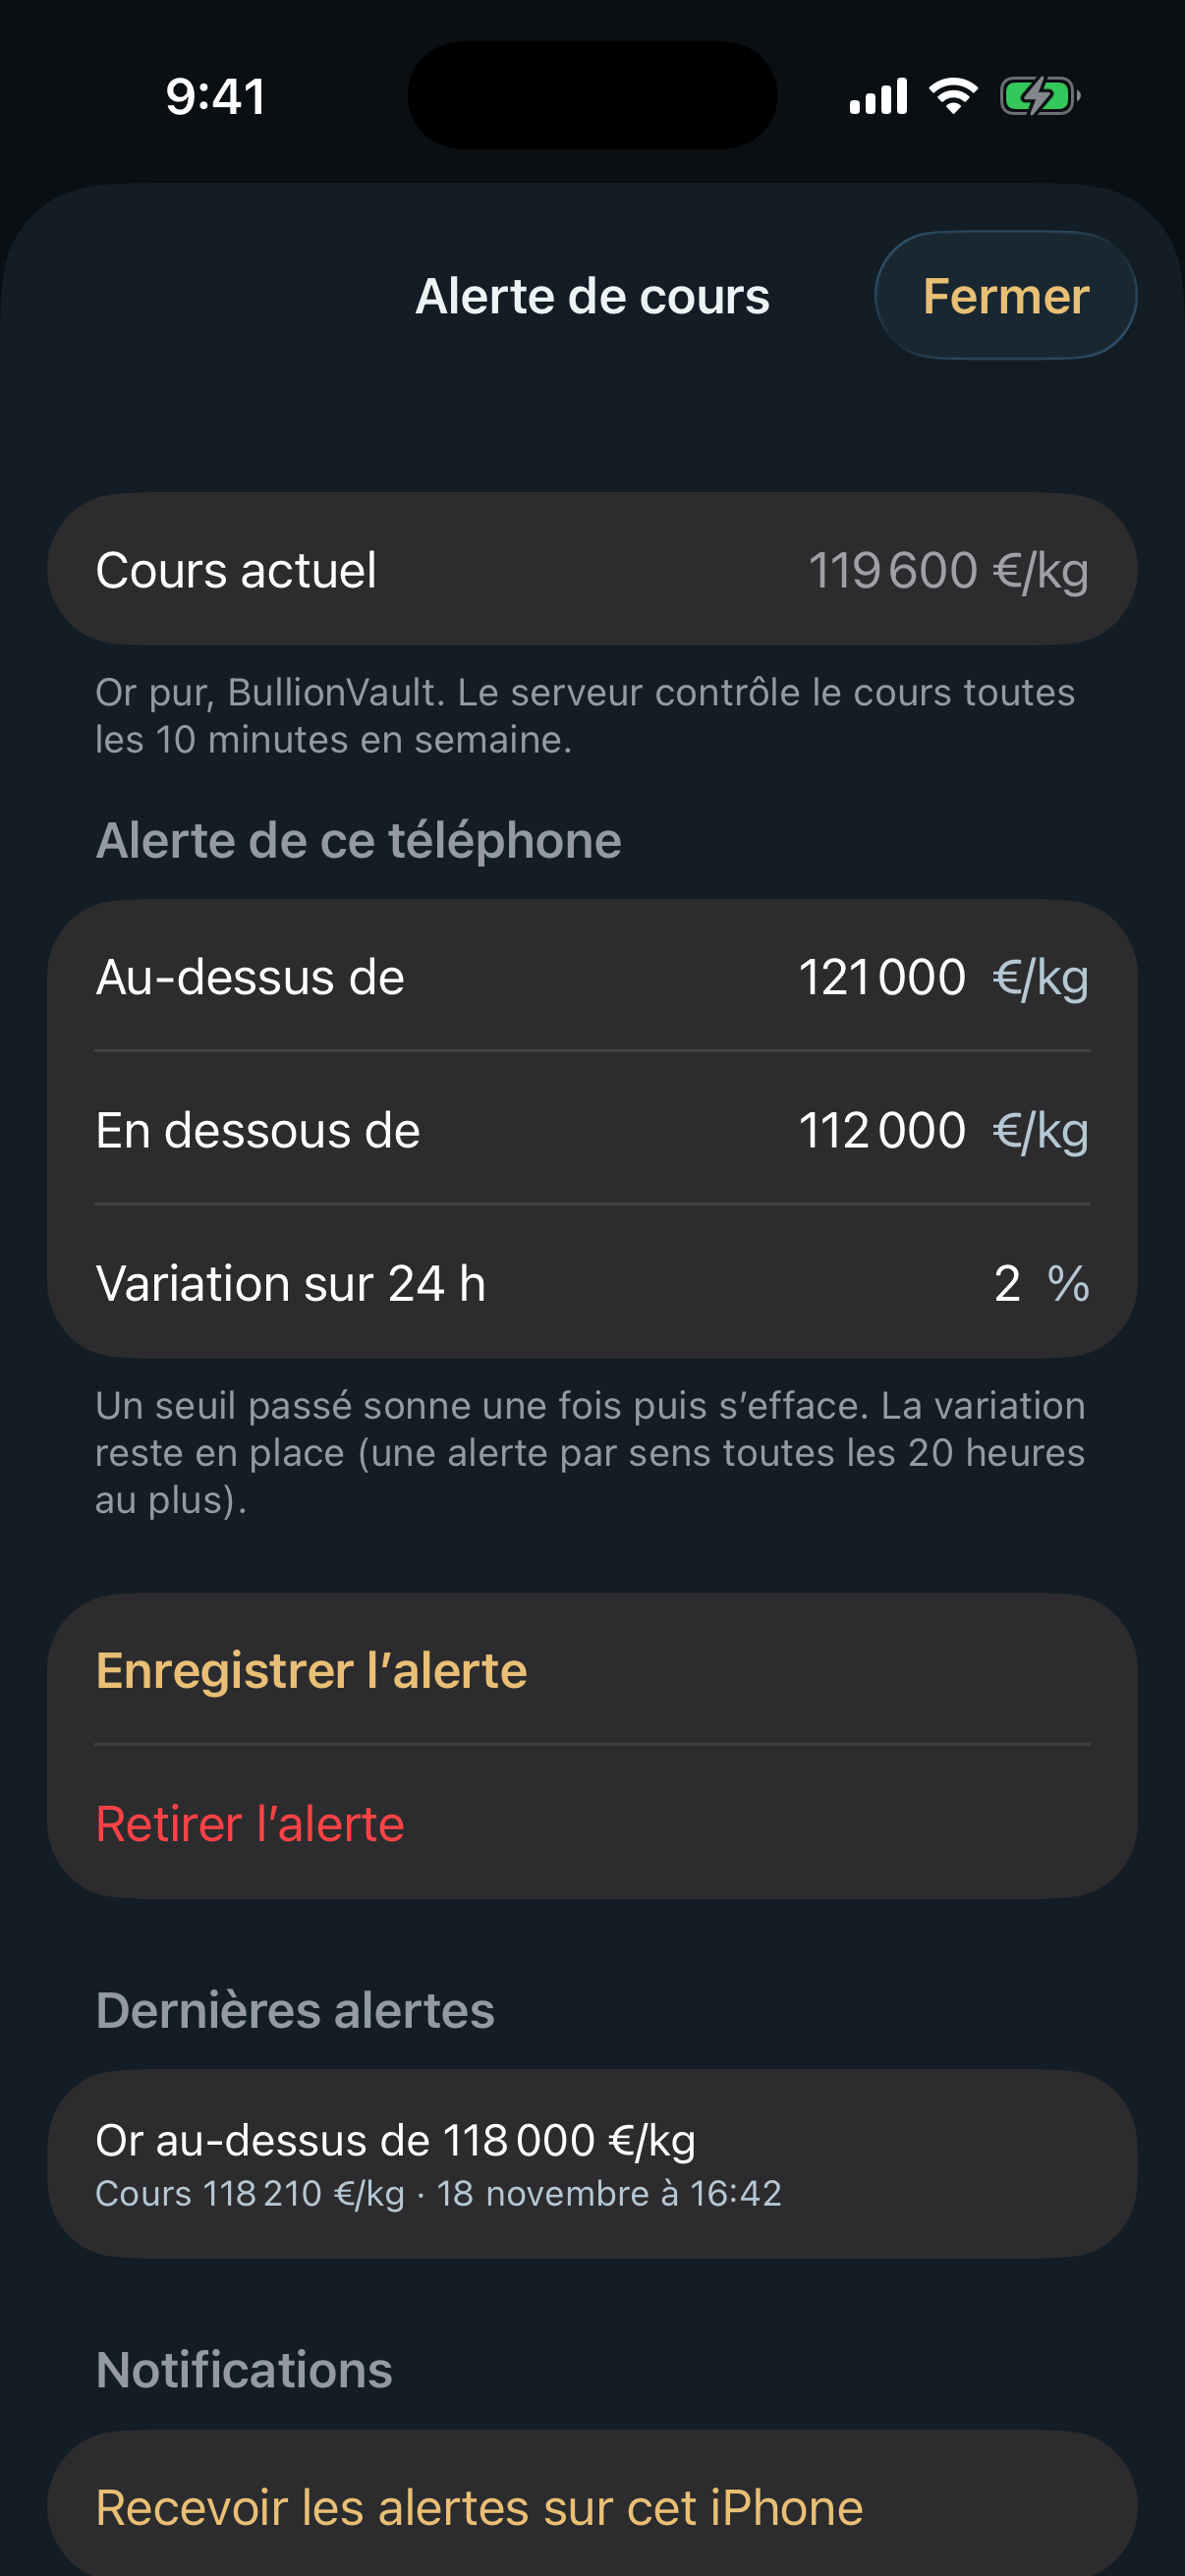 9:41
Alerte de cours
Fermer
Cours actuel
119 600 €/kg
Or pur, BullionVault. Le serveur contrôle le cours toutes
les 10 minutes en semaine.
Alerte de ce téléphone
Au-dessus de
121 000 €/kg
En dessous de
112 000 €/kg
Variation sur 24 h
2 %
Un seuil passé sonne une fois puis s’efface. La variation
reste en place (une alerte par sens toutes les 20 heures
au plus).
Enregistrer l’alerte
Retirer l’alerte
Dernières alertes
Or au-dessus de 118 000 €/kg
Cours 118 210 €/kg · 18 novembre à 16:42
Notifications
Recevoir les alertes sur cet iPhone